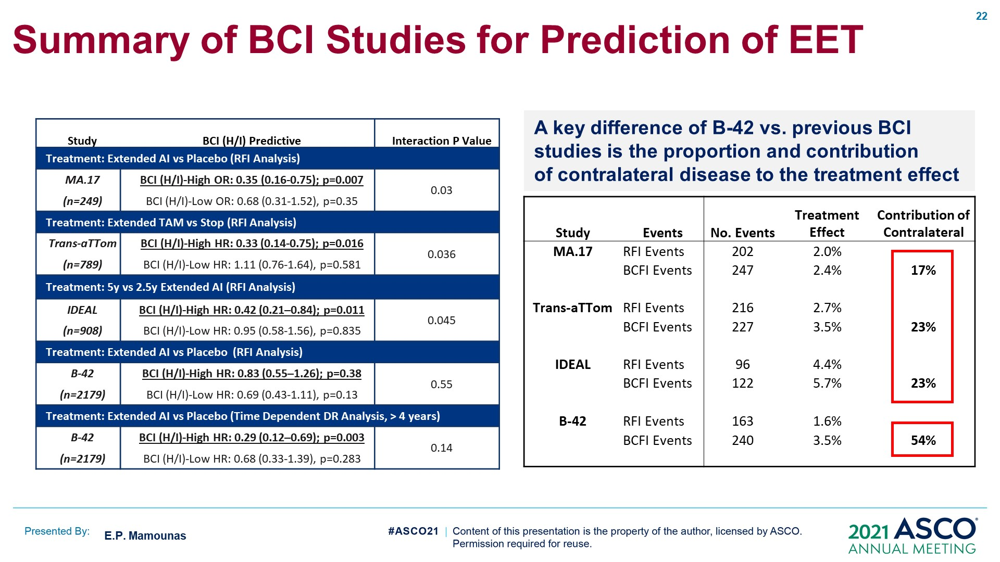 22
Summary of BCI Studies for Prediction of EET
Study BCI (H/I) Predictive Interaction P Value
Treatment: Extended AI vs Placebo (RFI Analysis)
MA.17 BCI (H/I)-High OR: 0.35 (0.16-0.75); p=0.007
0.03
(n=249) BCI (H/I)-Low OR: 0.68 (0.31-1.52), p=0.35
Treatment: Extended TAM vs Stop (RFI Analysis)
Trans-aTTom BCI (H/I)-High HR: 0.33 (0.14-0.75); p=0.016
0.036
(n=789) BCI (H/I)-Low HR: 1.11 (0.76-1.64), p=0.581
Treatment: 5y vs 2.5y Extended AI (RFI Analysis)
IDEAL BCI (H/I)-High HR: 0.42 (0.21–0.84); p=0.011
0.045
(n=908) BCI (H/I)-Low HR: 0.95 (0.58-1.56), p=0.835
Treatment: Extended AI vs Placebo (RFI Analysis)
B-42 BCI (H/I)-High HR: 0.83 (0.55–1.26); p=0.38
0.55
(n=2179) BCI (H/I)-Low HR: 0.69 (0.43-1.11), p=0.13
Treatment: Extended AI vs Placebo (Time Dependent DR Analysis, > 4 years)
B-42 BCI (H/I)-High HR: 0.29 (0.12–0.69); p=0.003
0.14
(n=2179) BCI (H/I)-Low HR: 0.68 (0.33-1.39), p=0.283
A key difference of B-42 vs. previous BCI
studies is the proportion and contribution
of contralateral disease to the treatment effect
Treatment Contribution of
Study Events No. Events Effect Contralateral
MA.17 RFI Events 202 2.0%
BCFI Events 247 2.4% 17%
Trans-aTTom RFI Events 216 2.7%
BCFI Events 227 3.5% 23%
IDEAL RFI Events 96 4.4%
BCFI Events 122 5.7% 23%
B-42 RFI Events 163 1.6%
BCFI Events 240 3.5% 54%
Presented By: E.P. Mamounas
#ASCO21 | Content of this presentation is the property of the author, licensed by ASCO.
Permission required for reuse.
2021 ASCO®
ANNUAL MEETING